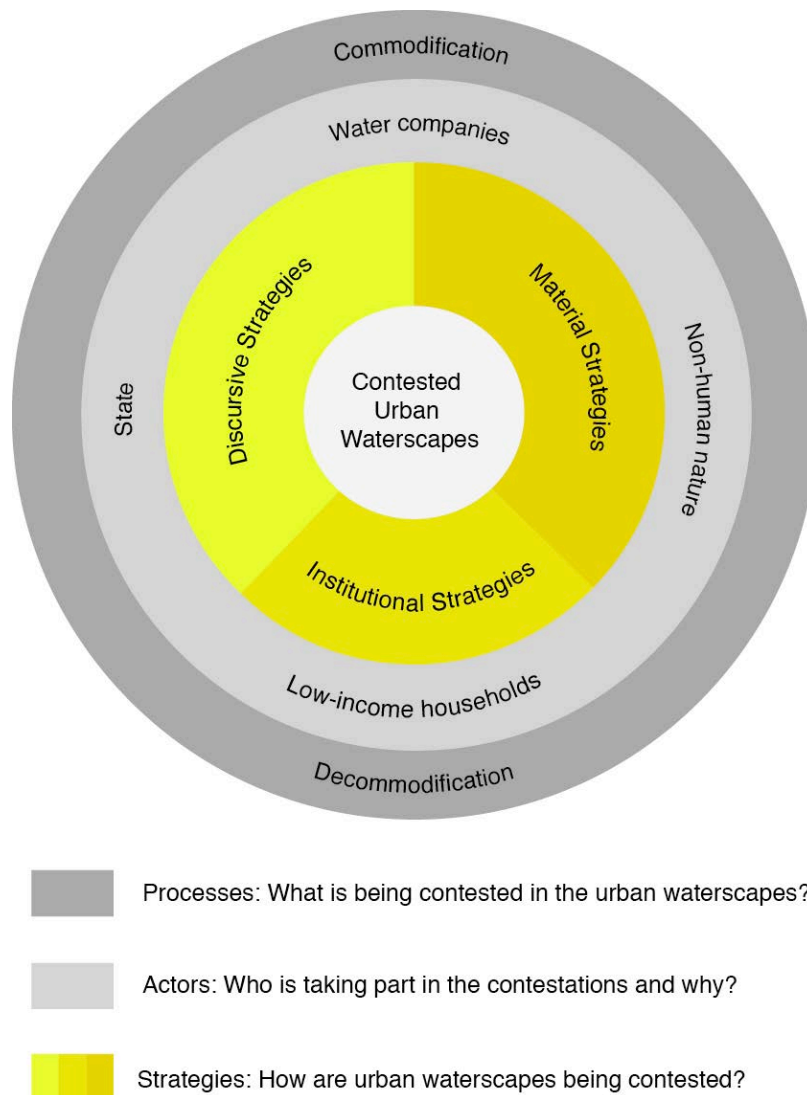 Commodification
Water companies
Discursive Strategies
Material Strategies
State
Contested
Urban
Waterscapes
Non-human nature
Institutional Strategies
Low-income households
Decommodification
Processes: What is being contested in the urban waterscapes?
Actors: Who is taking part in the contestations and why?
Strategies: How are urban waterscapes being contested?